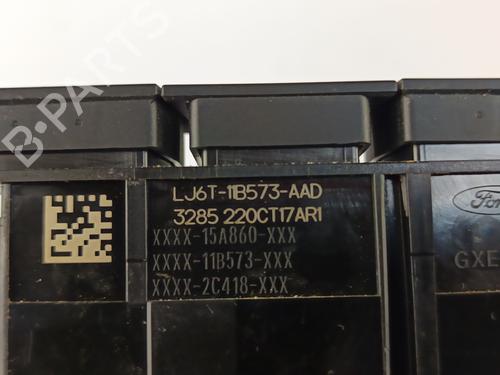 B-PARTS
LJ6T-11B573-AAD
3285 220CT17AR1
XXXX-15A860-XXX
XXXX-11B573-XXX
XXXX-2C418-XXX
Ford
GXE